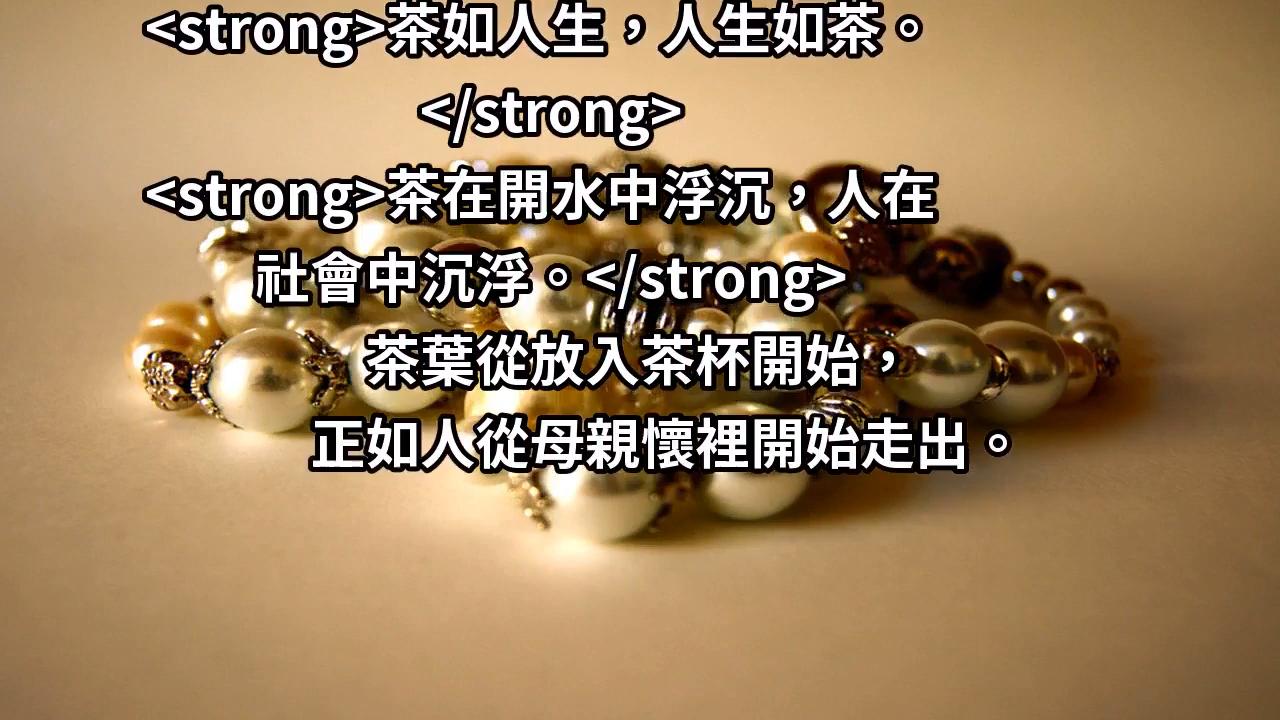 <strong>茶如人生，人生如茶。
</strong>
<strong>茶在開水中浮沉，人在
社會中沉浮。</strong>
茶葉從放入茶杯開始，
正如人從母親懷裡開始走出。